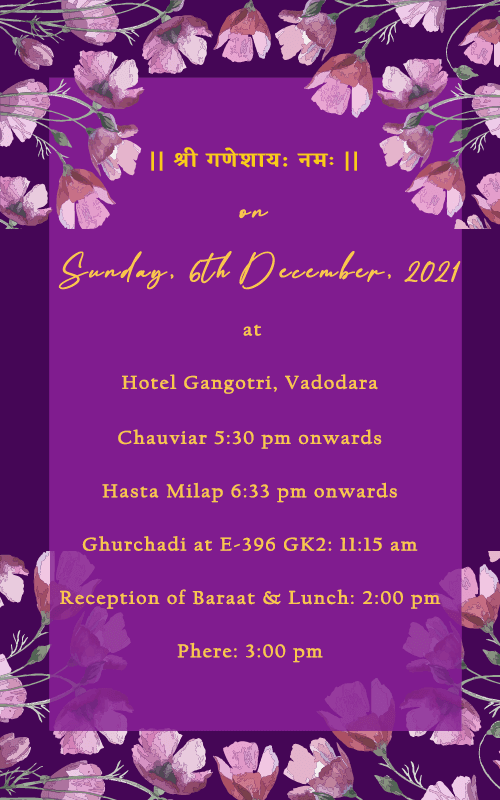 || श्री गणेशायः नमः ||
on
Sunday, 6th December, 2021
at
Hotel Gangotri, Vadodara
Chauviar 5:30 pm onwards
Hasta Milap 6:33 pm onwards
Ghurchadi at E-396 GK2: 11:15 am
Reception of Baraat & Lunch: 2:00 pm
Phere: 3:00 pm